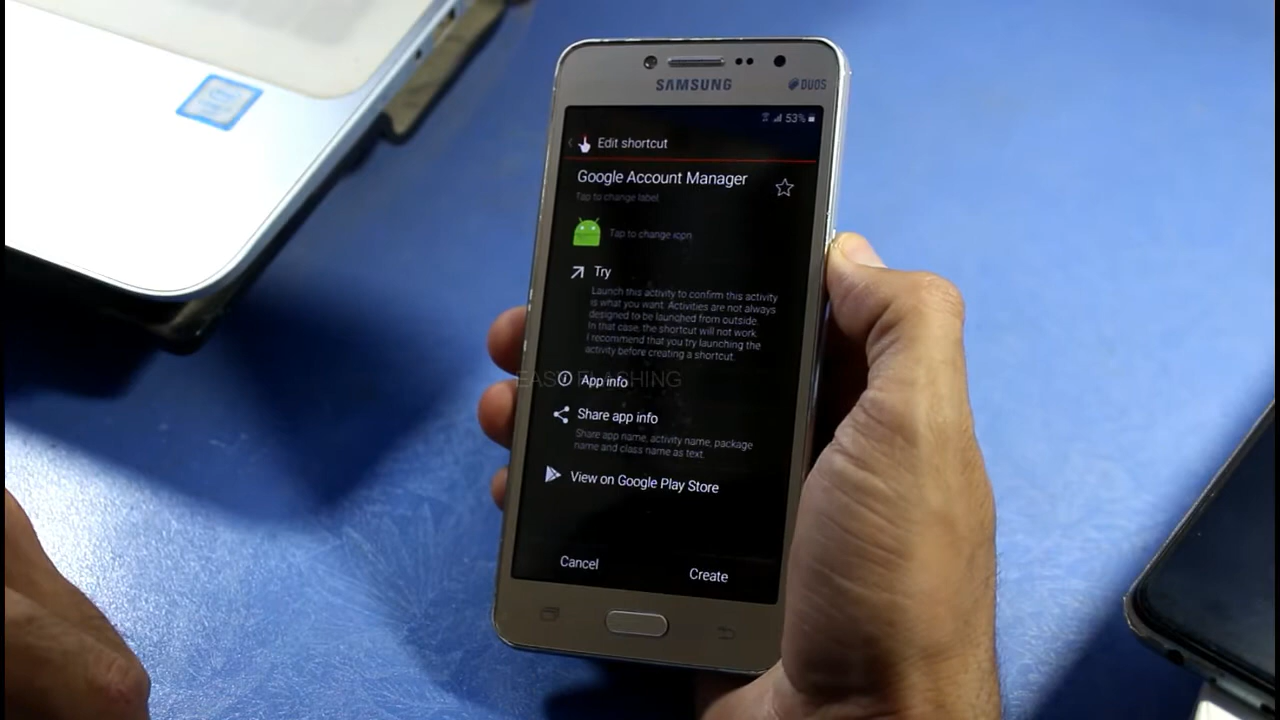 SAMSUNG
DUOS
53%
Edit shortcut
Google Account Manager
Tap to change label
Tap to change icon
Try
Launch this activity to confirm this activity
is what you want. Activities are not always
designed to be launched from outside.
In that case, the shortcut will not work.
I recommend that you try launching the
activity before creating a shortcut.
EASY FLASHING
App info
Share app info
Share app name, activity name, package
name and class name as text.
View on Google Play Store
Cancel
Create